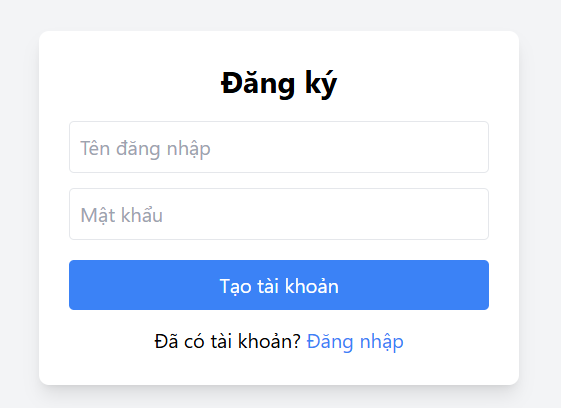 Đăng ký
Tên đăng nhập
Mật khẩu
Tạo tài khoản
Đã có tài khoản? Đăng nhập